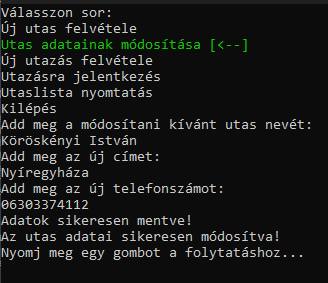 Válasszon sor:
Új utas felvétele
Utas adatainak módosítása [<--]
Új utazás felvétele
Utazásra jelentkezés
Utaslista nyomtatás
Kilépés
Add meg a módosítani kívánt utas nevét:
Köröskényi István
Add meg az új címet:
Nyíregyháza
Add meg az új telefonszámot:
06303374112
Adatok sikeresen mentve!
Az utas adatai sikeresen módosítva!
Nyomj meg egy gombot a folytatáshoz...